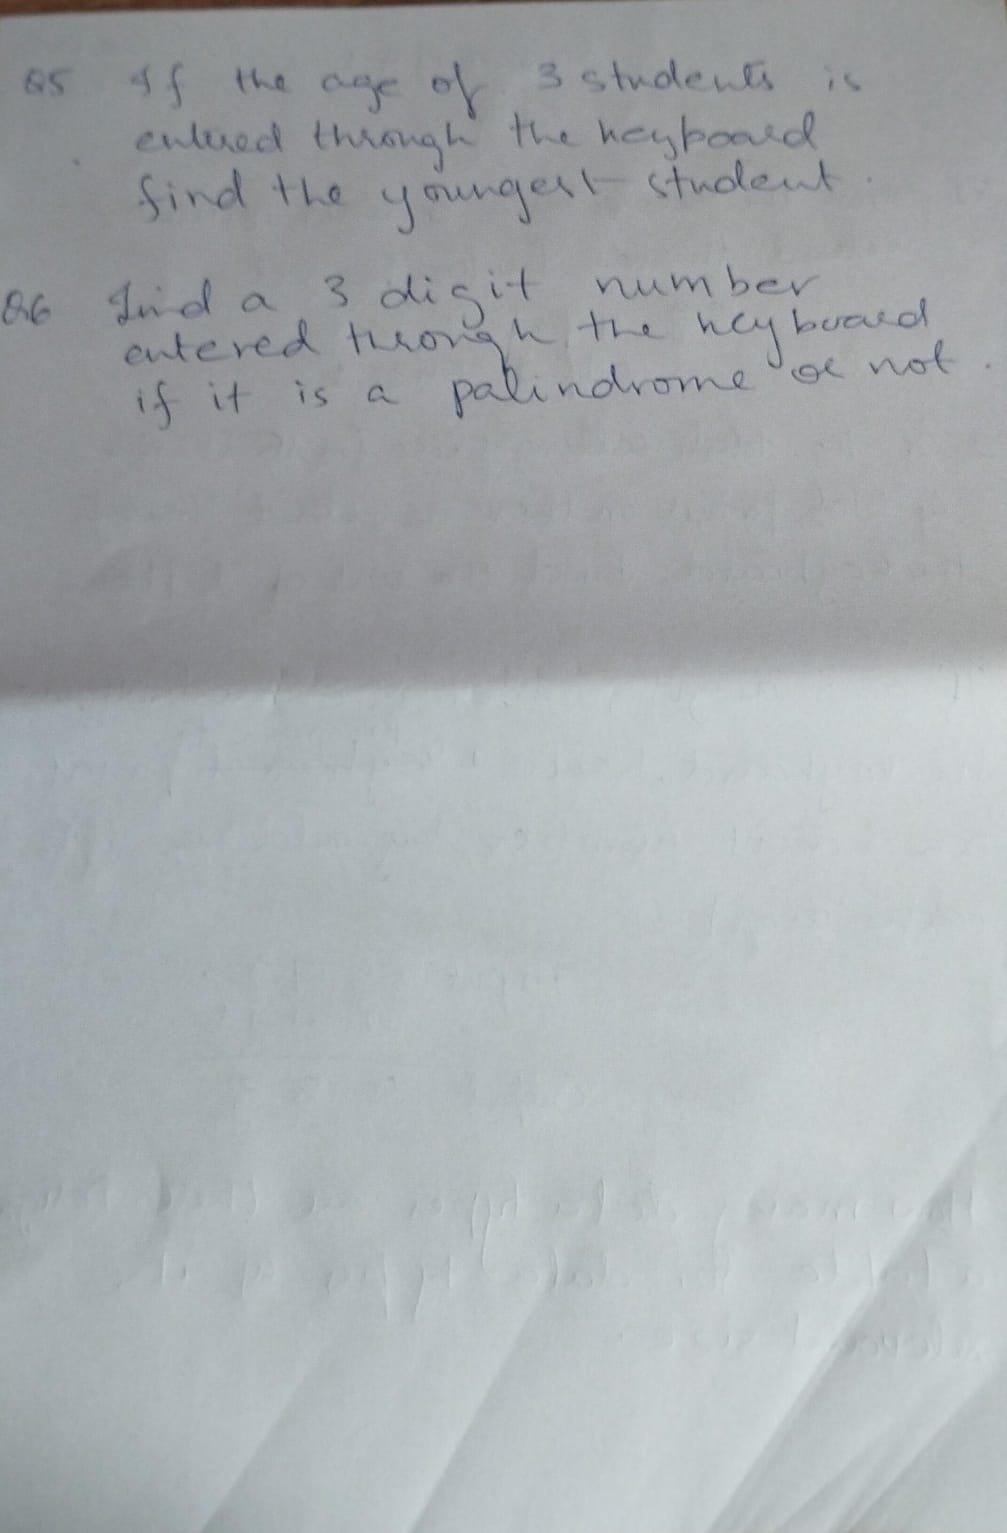 Q5 If the age of 3 students is
entered through the keyboard
find the youngest student.
Q6 Find a 3 digit number
entered through the keyboard
if it is a palindrome or not.